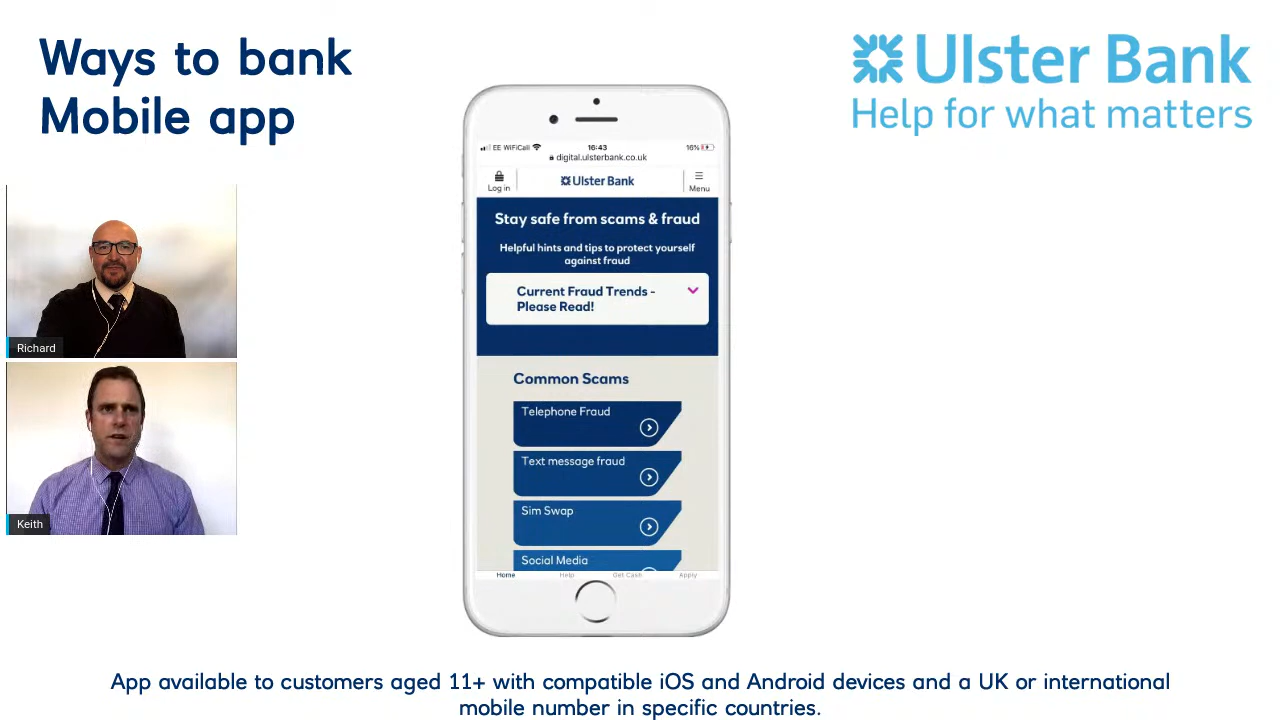 Ways to bank
Mobile app
Ulster Bank
Help for what matters
EE WiFiCall 16:43 16%
digital.ulsterbank.co.uk
Log in
Ulster Bank
Menu
Stay safe from scams & fraud
Helpful hints and tips to protect yourself
against fraud
Current Fraud Trends -
Please Read!
Common Scams
Telephone Fraud
Text message fraud
Sim Swap
Social Media
Home Help Get Cash Apply
Richard
Keith
App available to customers aged 11+ with compatible iOS and Android devices and a UK or international
mobile number in specific countries.